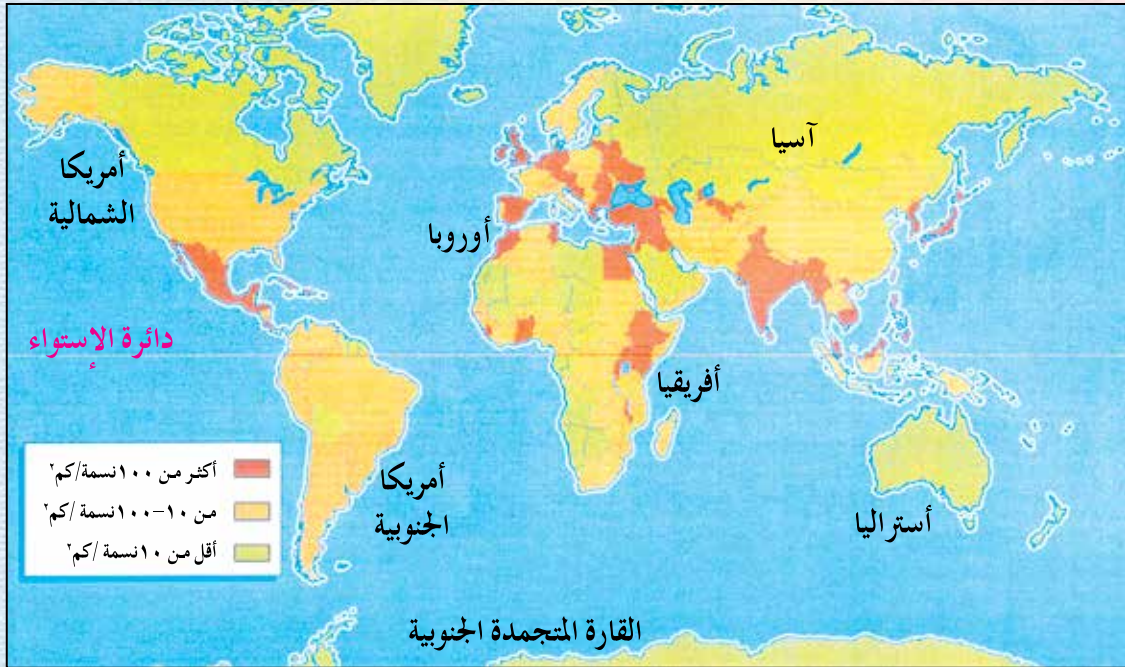 آسيا
أمريكا
الشمالية
أوروبا
دائرة الإستواء
أفريقيا
أمريكا
الجنوبية
أستراليا
أكثر من ١٠٠ نسمة/كم٢
من ١٠-١٠٠ نسمة/كم٢
أقل من ١٠ نسمة/كم٢
القارة المتجمدة الجنوبية